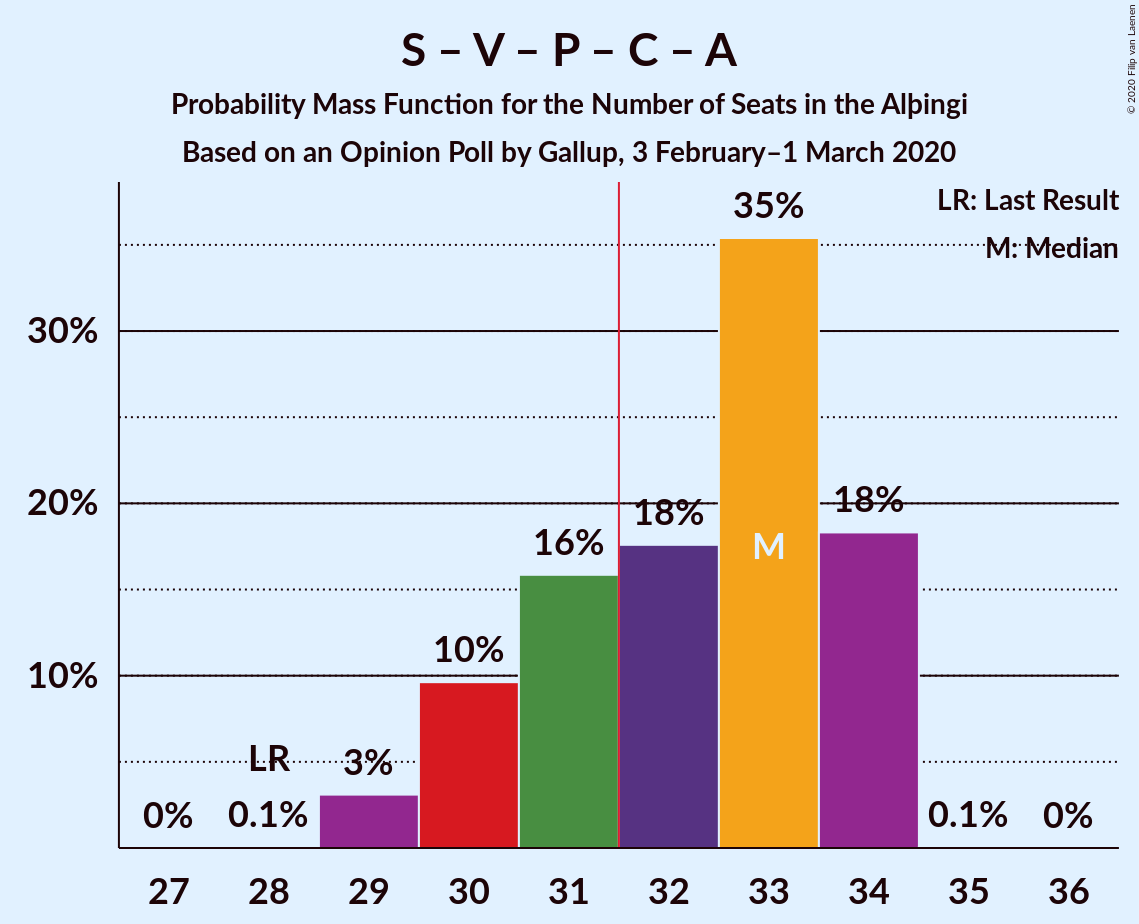 S – V – P – C – A
Probability Mass Function for the Number of Seats in the Alþingi
Based on an Opinion Poll by Gallup, 3 February–1 March 2020
© 2020 Filip van Laenen
LR: Last Result
M: Median
35%
30%
20%
18%
18%
16%
M
10%
10%
LR
3%
0%
0.1%
0.1%
0%
27
28
29
30
31
32
33
34
35
36